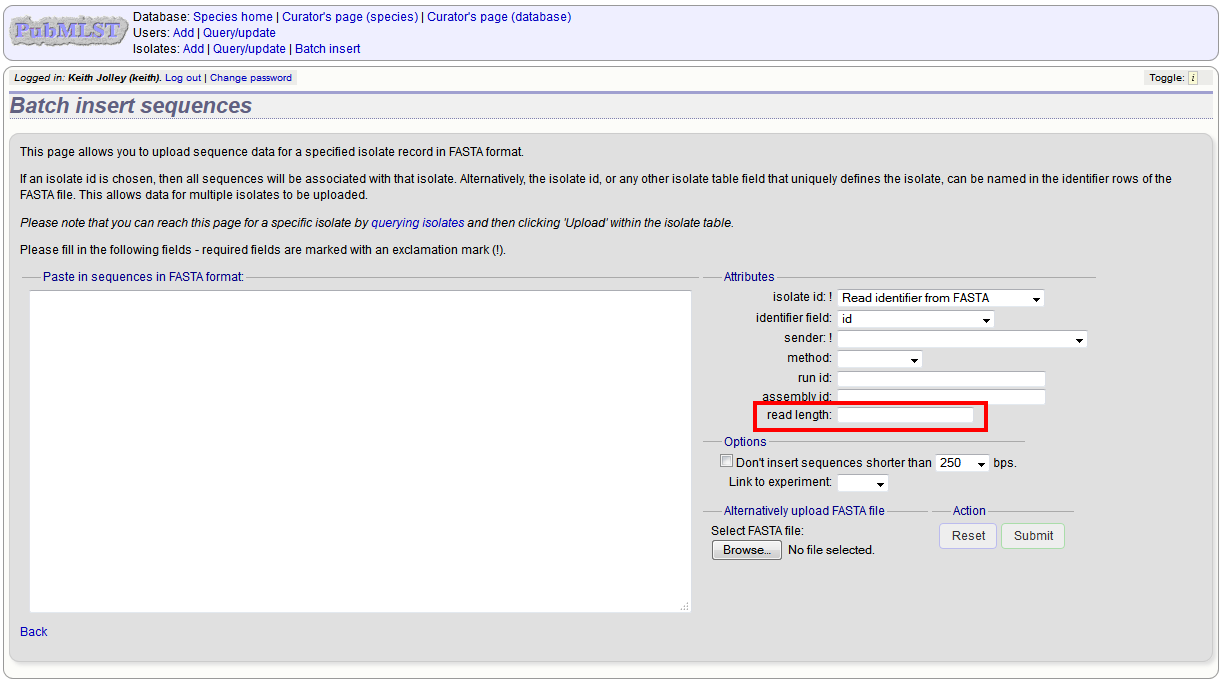 PubMLST
Database: Species home | Curator's page (species) | Curator's page (database)
Users: Add | Query/update
Isolates: Add | Query/update | Batch insert
Logged in: Keith Jolley (keith). Log out | Change password
Toggle: i
Batch insert sequences
This page allows you to upload sequence data for a specified isolate record in FASTA format.
If an isolate id is chosen, then all sequences will be associated with that isolate. Alternatively, the isolate id, or any other isolate table field that uniquely defines the isolate, can be named in the identifier rows of the
FASTA file. This allows data for multiple isolates to be uploaded.
Please note that you can reach this page for a specific isolate by querying isolates and then clicking 'Upload' within the isolate table.
Please fill in the following fields - required fields are marked with an exclamation mark (!).
Paste in sequences in FASTA format:
Attributes
isolate id: ! Read identifier from FASTA
identifier field: id
sender: !
method:
run id:
assembly id:
read length:
Options
Don't insert sequences shorter than 250 bps.
Link to experiment:
Alternatively upload FASTA file
Select FASTA file:
Browse... No file selected.
Action
Reset Submit
Back